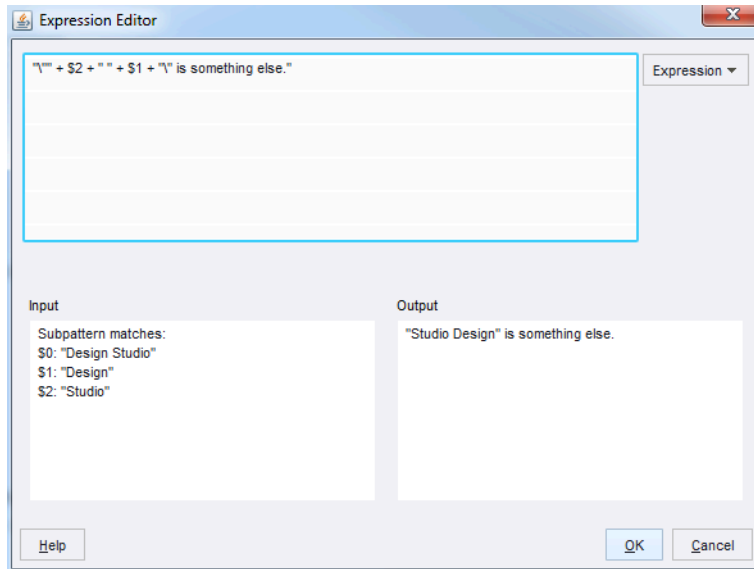 Expression Editor
"\"" + $2 + " " + $1 + "\" is something else."
Expression
Input
Subpattern matches:
$0: "Design Studio"
$1: "Design"
$2: "Studio"
Output
"Studio Design" is something else.
Help
OK
Cancel